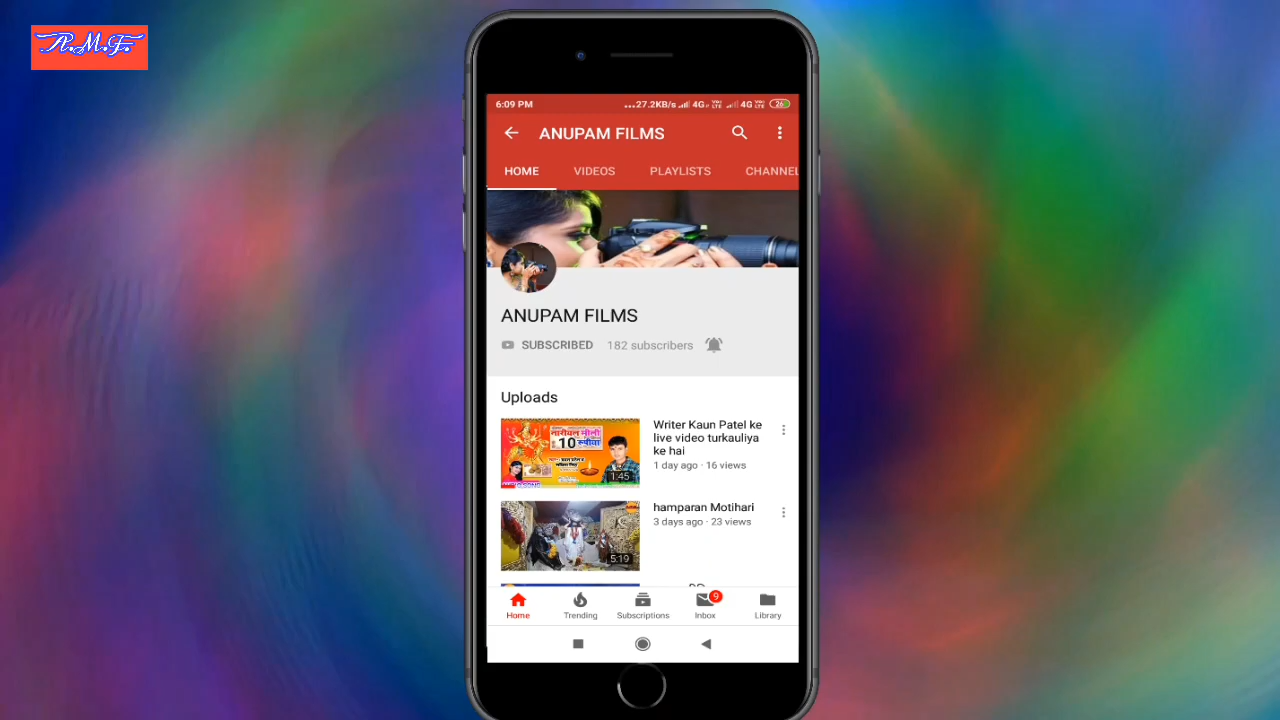 A.M.F.
6:09 PM
...27.2KB/s 4G 4G 26
ANUPAM FILMS
HOME VIDEOS PLAYLISTS CHANNEL
ANUPAM FILMS
SUBSCRIBED 182 subscribers
Uploads
नारीयल मीली
10 रूपीया
1:45
Writer Kaun Patel ke
live video turkauliya
ke hai
1 day ago · 16 views
5:19
hamparan Motihari
3 days ago · 23 views
Home
Trending
Subscriptions
9
Inbox
Library